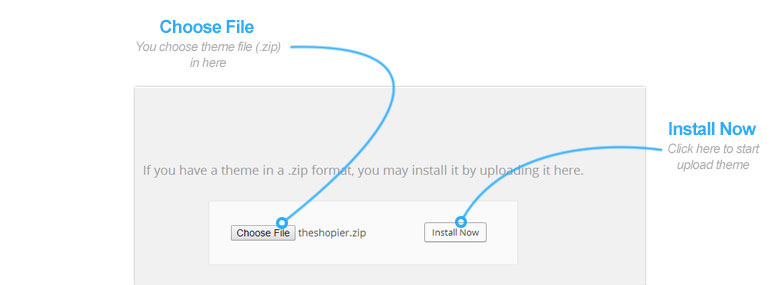 Choose File
You choose theme file (.zip)
in here
Install Now
Click here to start
upload theme
If you have a theme in a .zip format, you may install it by uploading it here.
Choose File theshopier.zip
Install Now